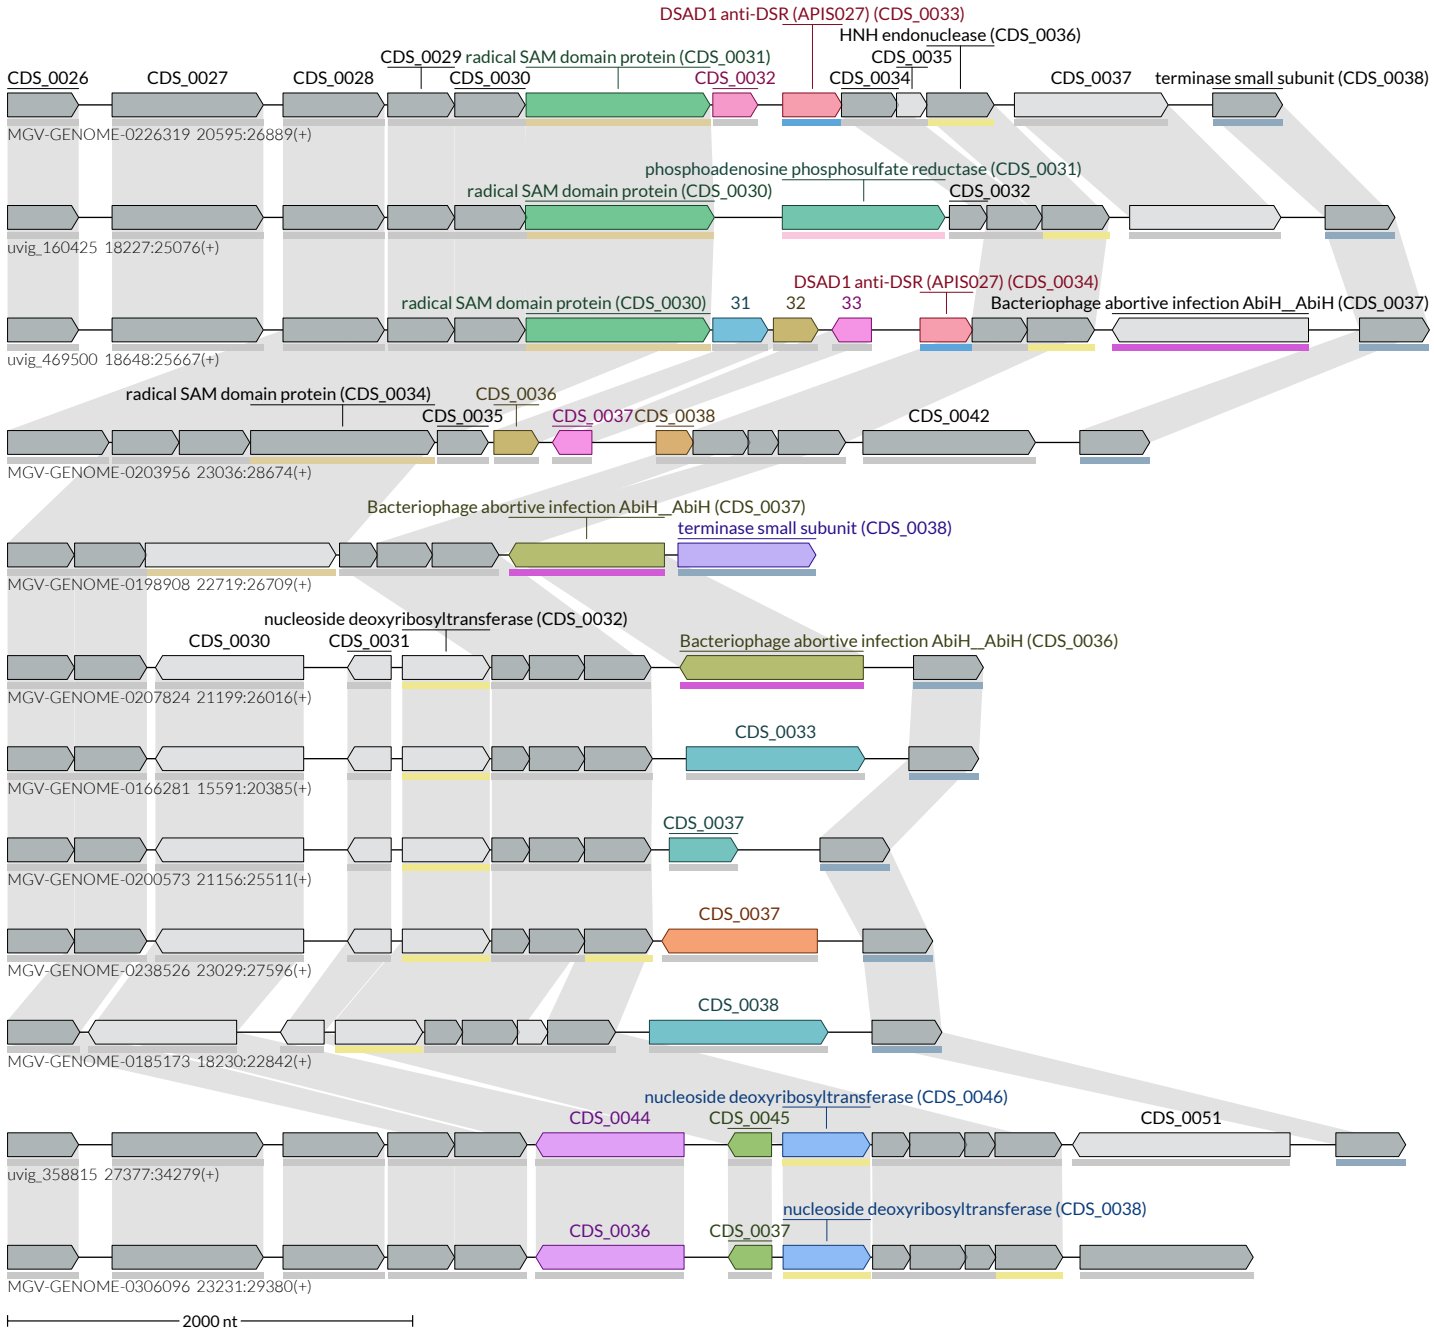 DSAD1 anti-DSR (APIS027) (CDS_0033)
HNH endonuclease (CDS_0036)
CDS_0029 radical SAM domain protein (CDS_0031) CDS_0035
CDS_0026 CDS_0027 CDS_0028 CDS_0030 CDS_0032 CDS_0034 CDS_0037 terminase small subunit (CDS_0038)
MGV-GENOME-0226319 20595:26889(+)
phosphoadenosine phosphosulfate reductase (CDS_0031)
radical SAM domain protein (CDS_0030) CDS_0032
uvig_160425 18227:25076(+)
DSAD1 anti-DSR (APIS027) (CDS_0034)
radical SAM domain protein (CDS_0030) 31 32 33 Bacteriophage abortive infection AbiH__AbiH (CDS_0037)
uvig_469500 18648:25667(+)
radical SAM domain protein (CDS_0034) CDS_0036
CDS_0035 CDS_0037 CDS_0038 CDS_0042
MGV-GENOME-0203956 23036:28674(+)
Bacteriophage abortive infection AbiH__AbiH (CDS_0037)
terminase small subunit (CDS_0038)
MGV-GENOME-0198908 22719:26709(+)
nucleoside deoxyribosyltransferase (CDS_0032)
CDS_0030 CDS_0031 Bacteriophage abortive infection AbiH__AbiH (CDS_0036)
MGV-GENOME-0207824 21199:26016(+)
CDS_0033
MGV-GENOME-0166281 15591:20385(+)
CDS_0037
MGV-GENOME-0200573 21156:25511(+)
CDS_0037
MGV-GENOME-0238526 23029:27596(+)
CDS_0038
MGV-GENOME-0185173 18230:22842(+)
nucleoside deoxyribosyltransferase (CDS_0046)
CDS_0044 CDS_0045 CDS_0051
uvig_358815 27377:34279(+)
nucleoside deoxyribosyltransferase (CDS_0038)
CDS_0036 CDS_0037
MGV-GENOME-0306096 23231:29380(+)
2000 nt